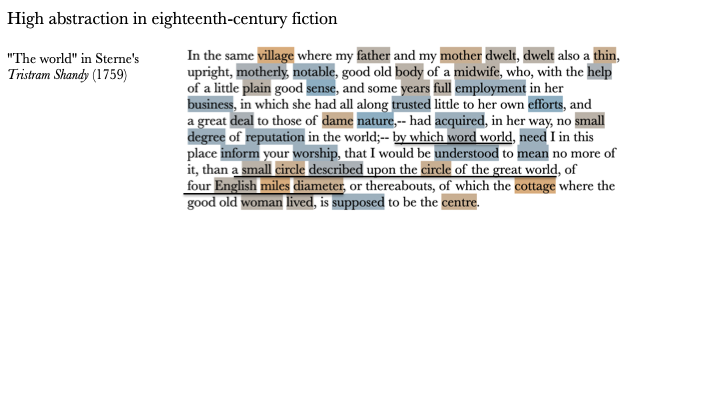 High abstraction in eighteenth-century fiction
"The world" in Sterne's
Tristram Shandy (1759)
In the same village where my father and my mother dwelt, dwelt also a thin,
upright, motherly, notable, good old body of a midwife, who, with the help
of a little plain good sense, and some years full employment in her
business, in which she had all along trusted little to her own efforts, and
a great deal to those of dame nature,-- had acquired, in her way, no small
degree of reputation in the world;-- by which word world, need I in this
place inform your worship, that I would be understood to mean no more of
it, than a small circle described upon the circle of the great world, of
four English miles diameter, or thereabouts, of which the cottage where the
good old woman lived, is supposed to be the centre.